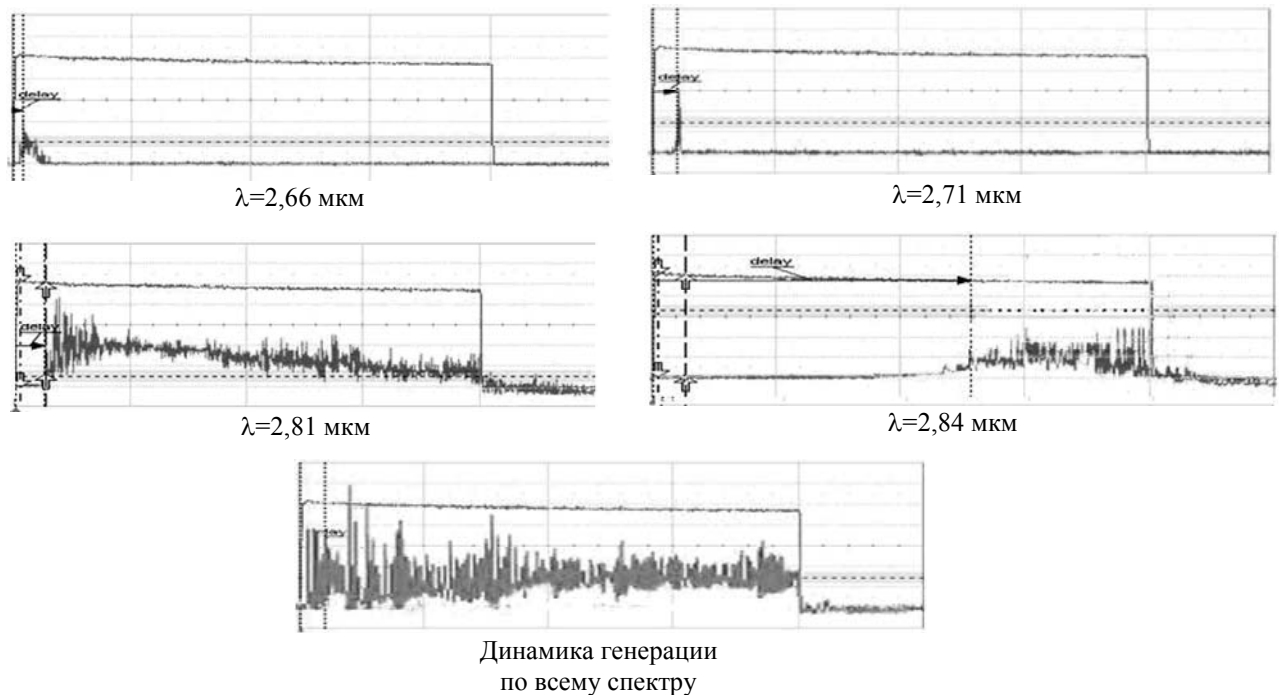 delay
delay
λ=2,66 мкм
λ=2,71 мкм
delay
delay
λ=2,81 мкм
λ=2,84 мкм
Динамика генерации
по всему спектру